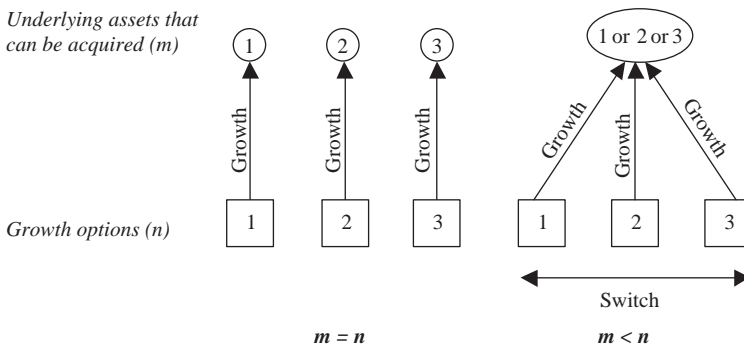 Underlying assets that
can be acquired (m)
1 2 3 1 or 2 or 3
Growth Growth Growth Growth Growth Growth
Growth options (n)
1 2 3 1 2 3
Switch
m = n m < n